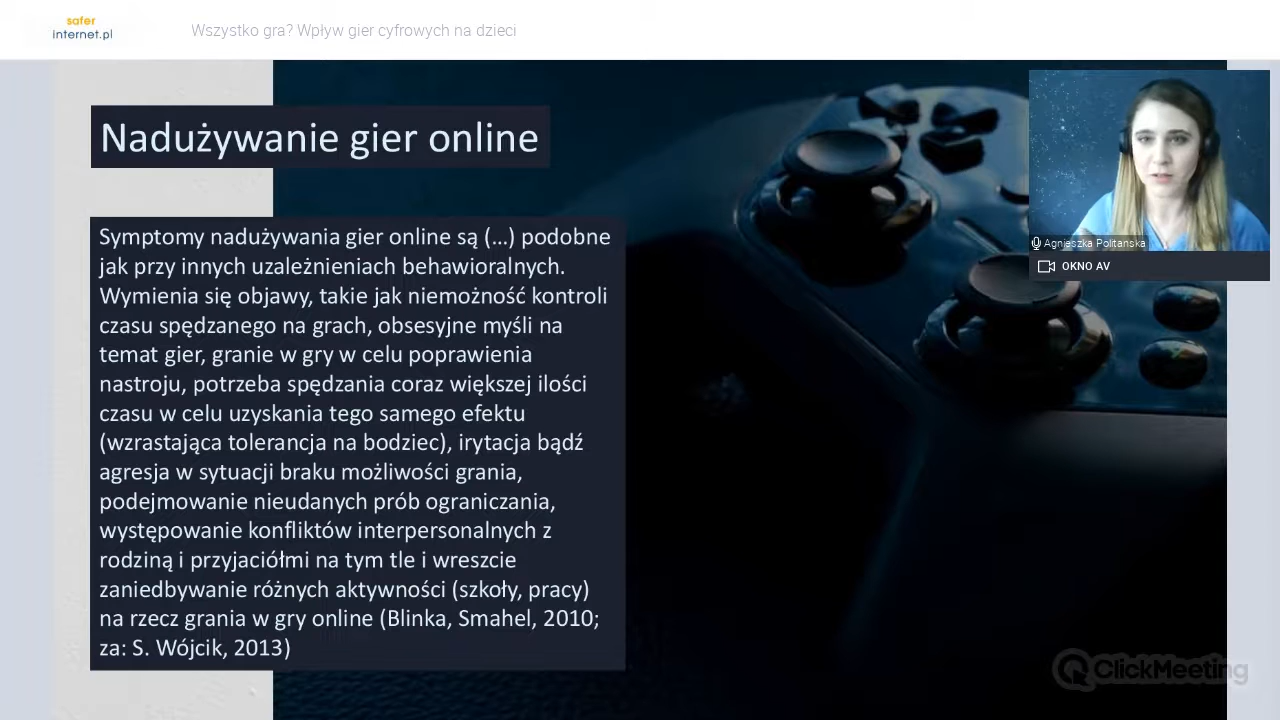 safer
internet.pl
Wszystko gra? Wpływ gier cyfrowych na dzieci
Nadużywanie gier online
Symptomy nadużywania gier online są (...) podobne
jak przy innych uzależnieniach behawioralnych.
Wymienia się objawy, takie jak niemożność kontroli
czasu spędzanego na grach, obsesyjne myśli na
temat gier, granie w gry w celu poprawienia
nastroju, potrzeba spędzania coraz większej ilości
czasu w celu uzyskania tego samego efektu
(wzrastająca tolerancja na bodziec), irytacja bądź
agresja w sytuacji braku możliwości grania,
podejmowanie nieudanych prób ograniczania,
występowanie konfliktów interpersonalnych z
rodziną i przyjaciółmi na tym tle i wreszcie
zaniedbywanie różnych aktywności (szkoły, pracy)
na rzecz grania w gry online (Blinka, Smahel, 2010;
za: S. Wójcik, 2013)
Agnieszka Politańska
OKNO AV
ClickMeeting